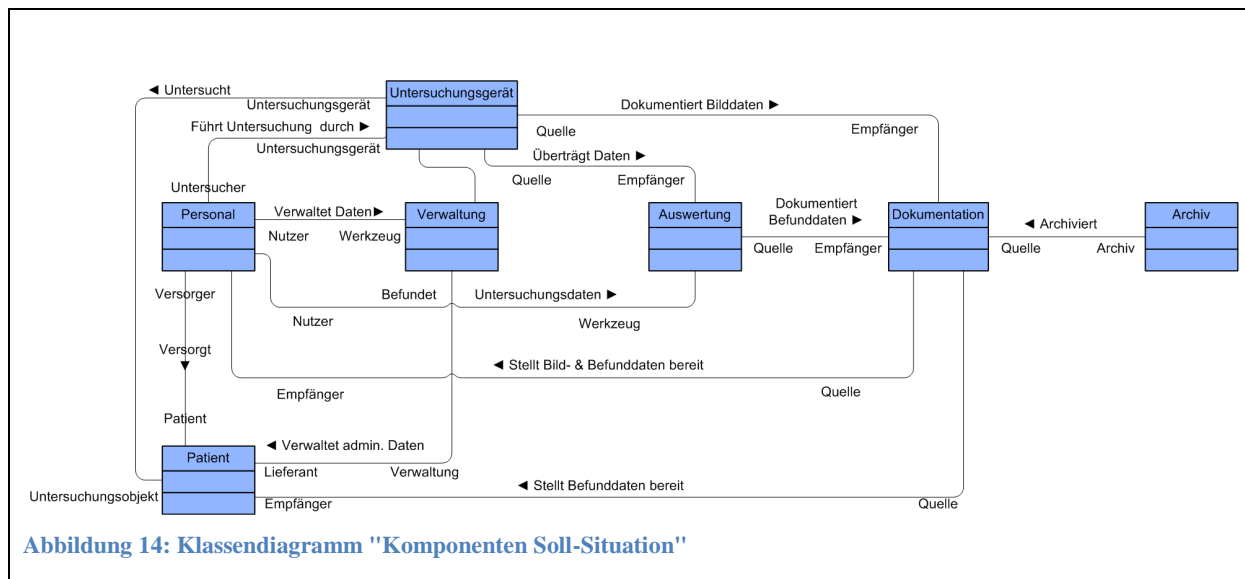 ◄ Untersucht
Untersuchungsgerät
Untersuchungsgerät
Dokumentiert Bilddaten ►
Führt Untersuchung durch ►
Quelle
Empfänger
Untersuchungsgerät
Überträgt Daten ►
Quelle
Empfänger
Untersucher
Personal
Verwaltet Daten►
Verwaltung
Auswertung
Dokumentiert
Befunddaten ►
Dokumentation
Archiv
◄ Archiviert
Nutzer
Werkzeug
Quelle
Empfänger
Quelle
Archiv
Versorger
Befundet
Untersuchungsdaten ►
Nutzer
Werkzeug
Versorgt
◄ Stellt Bild- & Befunddaten bereit
Empfänger
Quelle
Patient
◄ Verwaltet admin. Daten
Patient
Lieferant
Verwaltung
◄ Stellt Befunddaten bereit
Untersuchungsobjekt
Empfänger
Quelle
Abbildung 14: Klassendiagramm "Komponenten Soll-Situation"